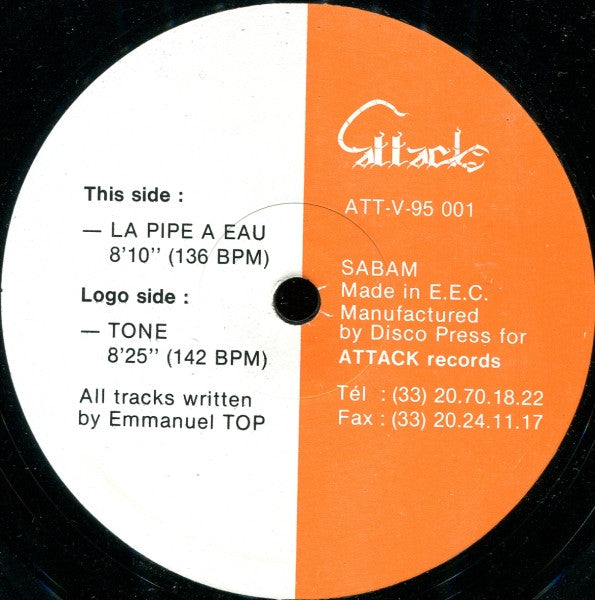 This side :
— LA PIPE A EAU
8'10'' (136 BPM)
Logo side :
— TONE
8'25'' (142 BPM)
All tracks written
by Emmanuel TOP
attack
ATT-V-95 001
SABAM
Made in E.E.C.
Manufactured
by Disco Press for
ATTACK records
Tél : (33) 20.70.18.22
Fax : (33) 20.24.11.17